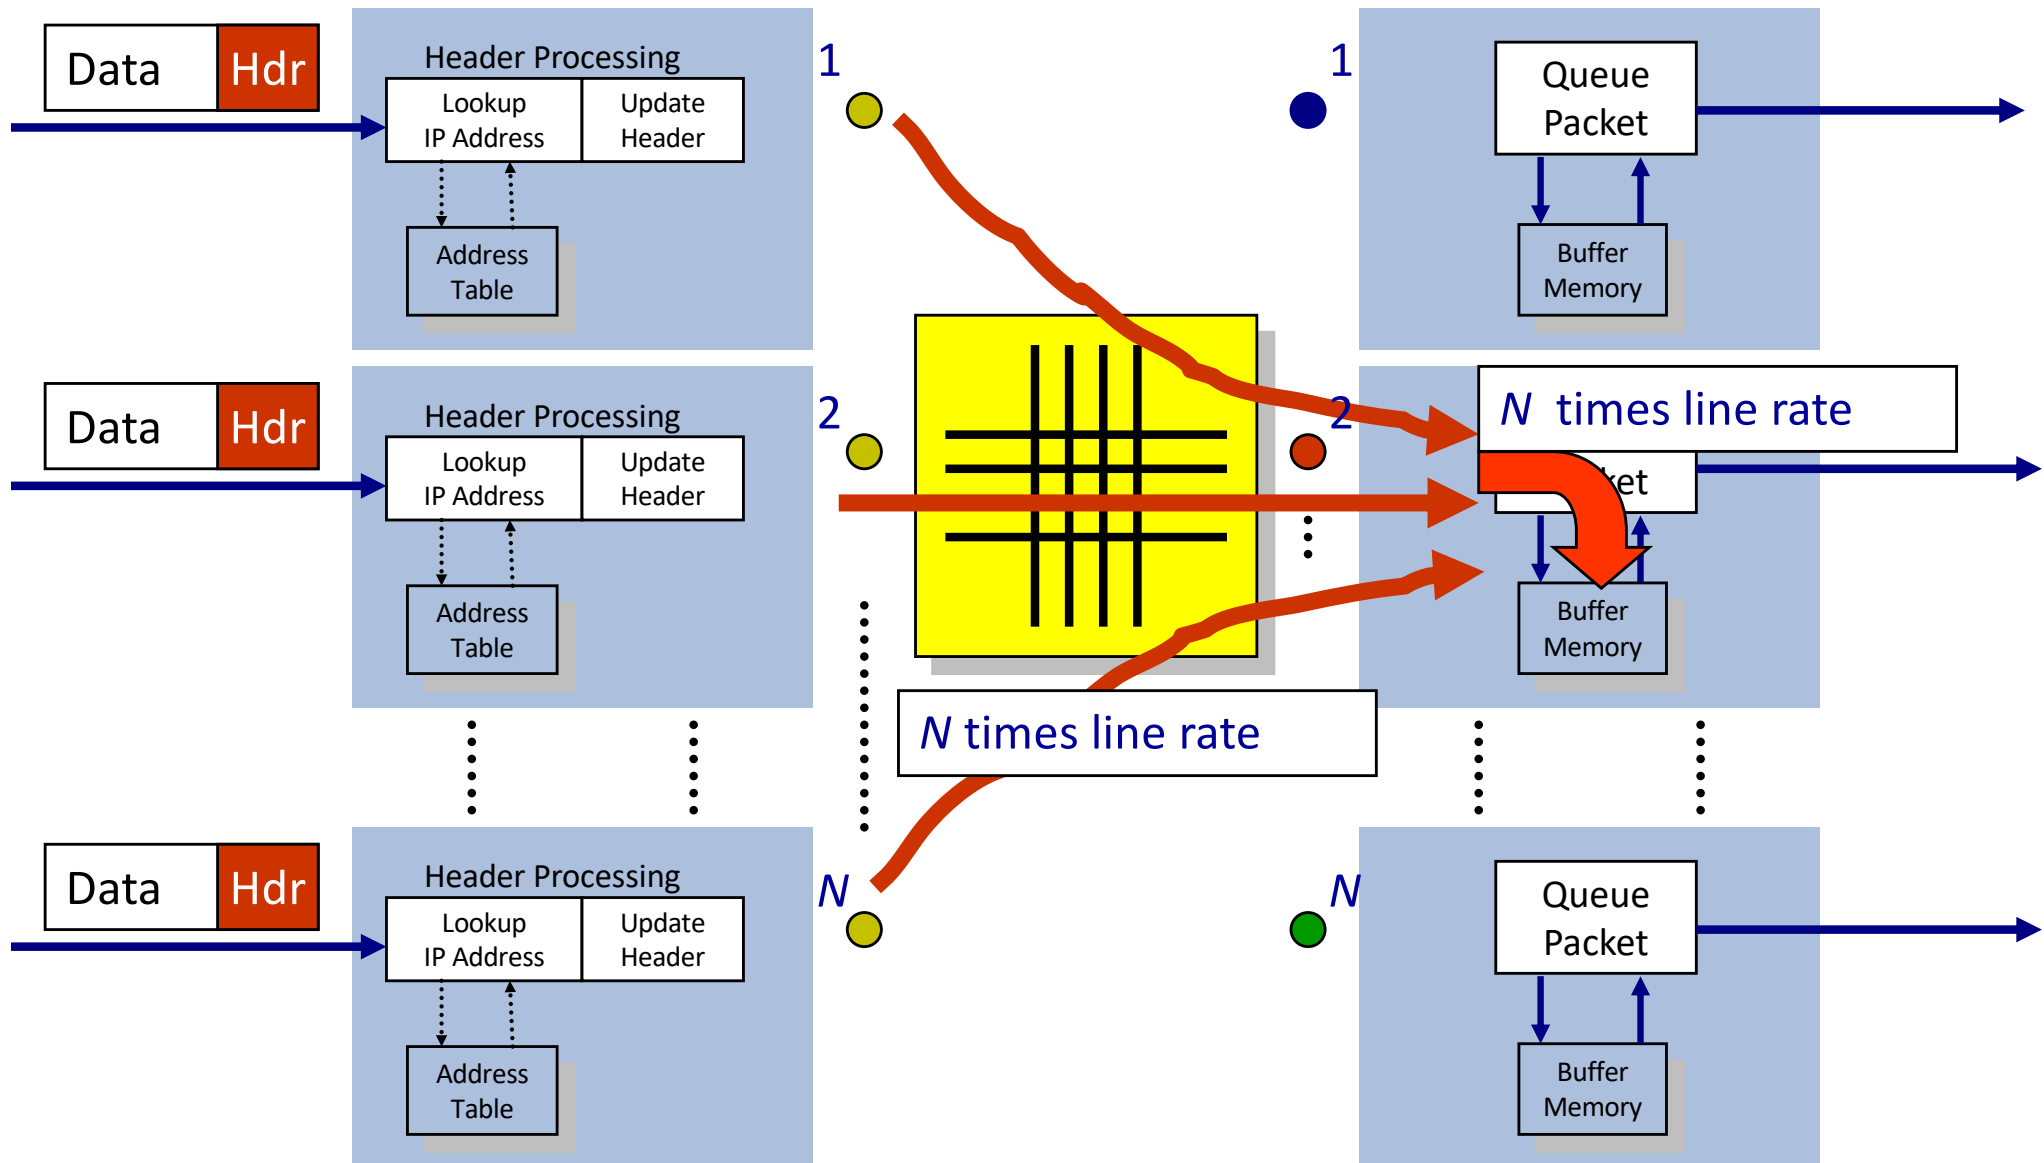 Data Hdr
Header Processing
Lookup
IP Address
Update
Header
Address
Table
1
1
Queue
Packet
Buffer
Memory
Data Hdr
Header Processing
Lookup
IP Address
Update
Header
Address
Table
2
2
N times line rate
ket
Buffer
Memory
N times line rate
Data Hdr
Header Processing
Lookup
IP Address
Update
Header
Address
Table
N
N
Queue
Packet
Buffer
Memory